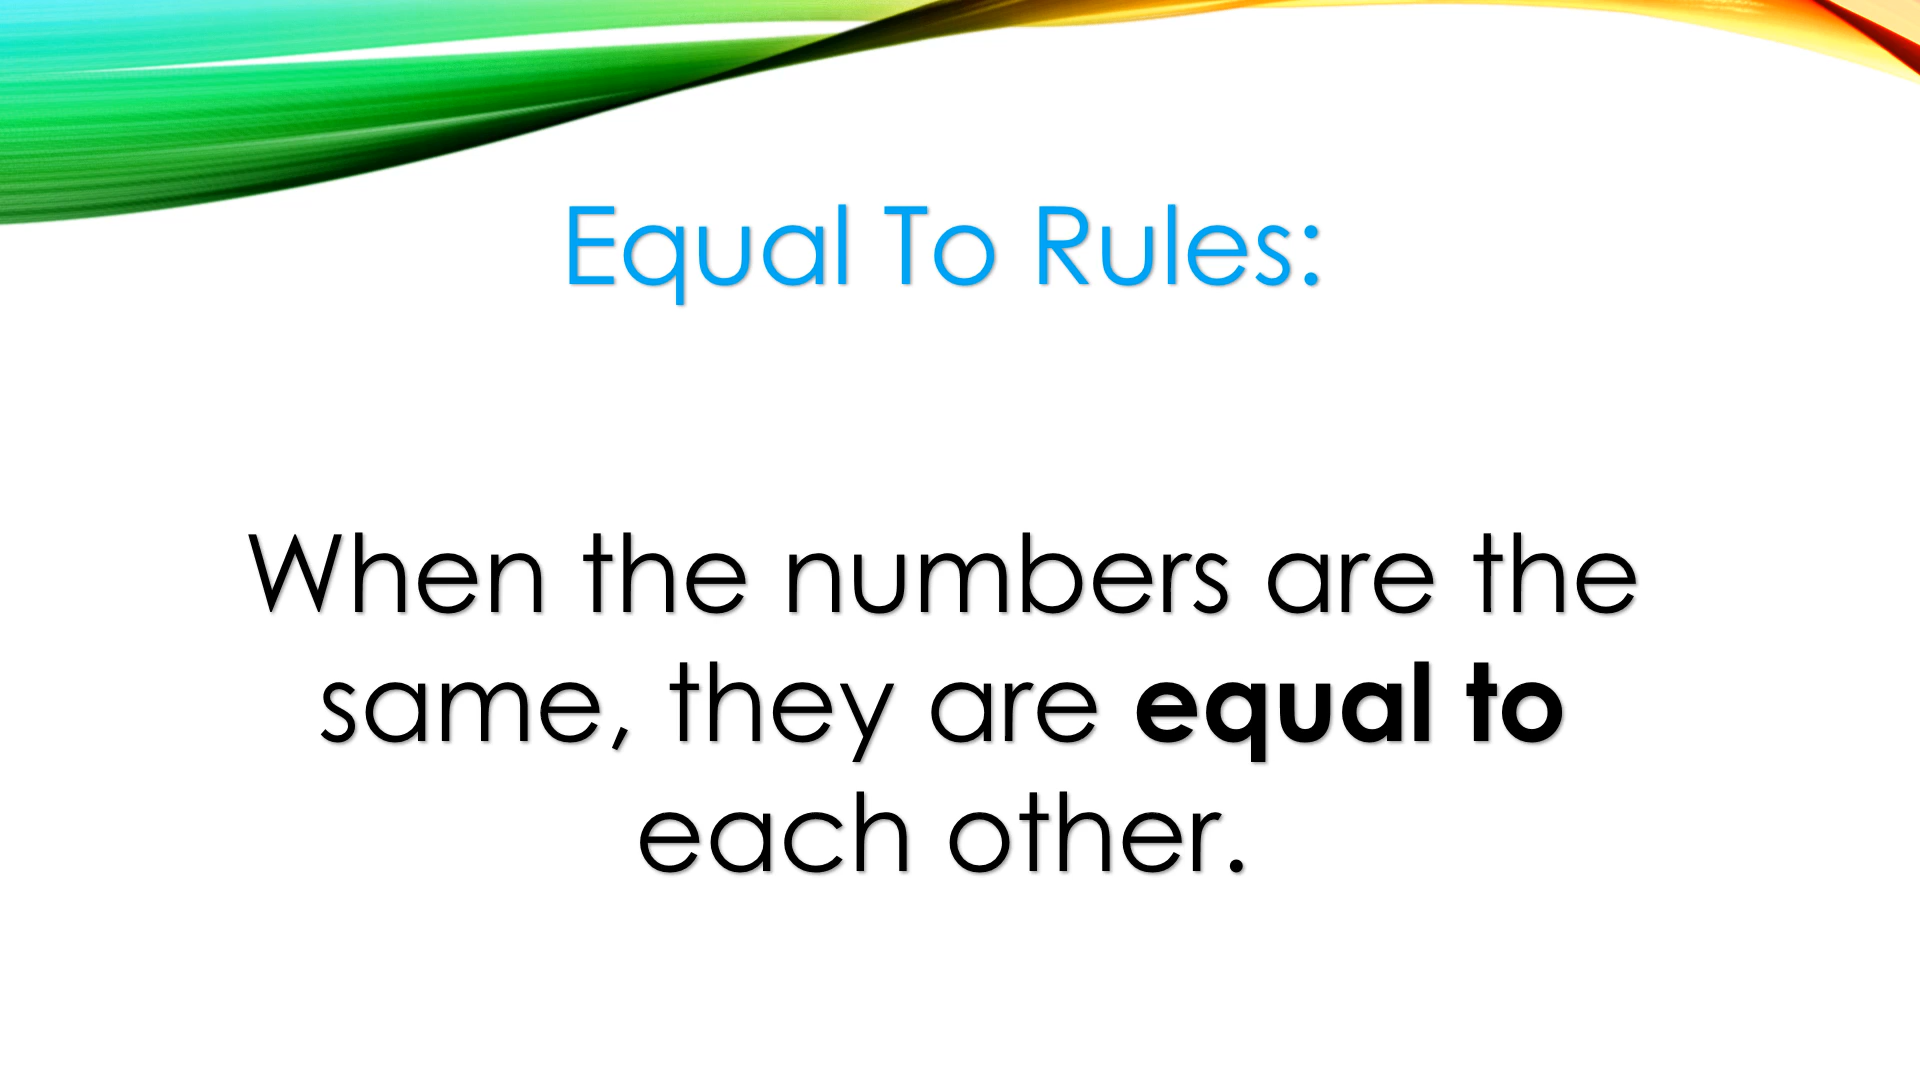 Equal To Rules:
When the numbers are the
same, they are equal to
each other.